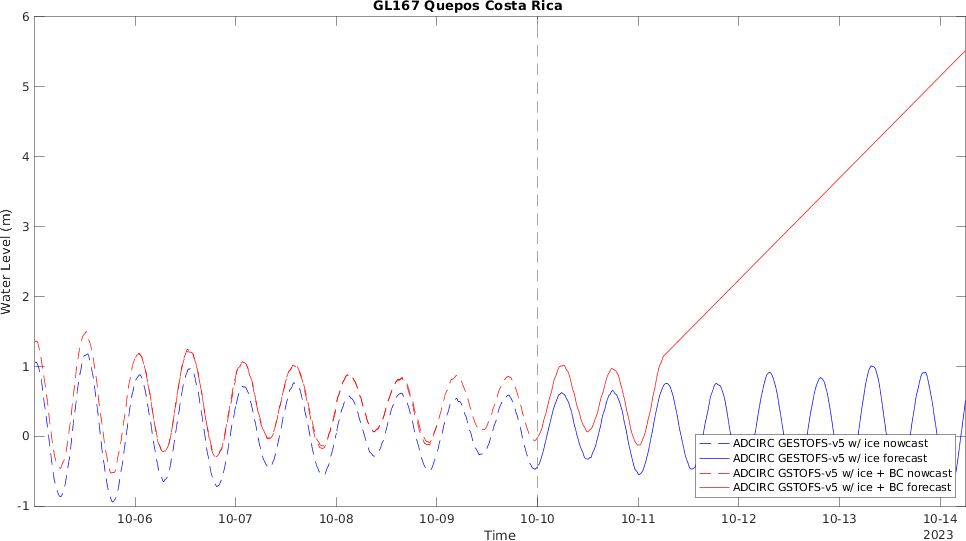 GL167 Quepos Costa Rica
6
5
4
3
2
1
0
-1
Water Level (m)
ADCIRC GESTOFS-v5 w/ ice nowcast
ADCIRC GESTOFS-v5 w/ ice forecast
ADCIRC GSTOFS-v5 w/ ice + BC nowcast
ADCIRC GSTOFS-v5 w/ ice + BC forecast
10-06 10-07 10-08 10-09 10-10 10-11 10-12 10-13 10-14
Time 2023